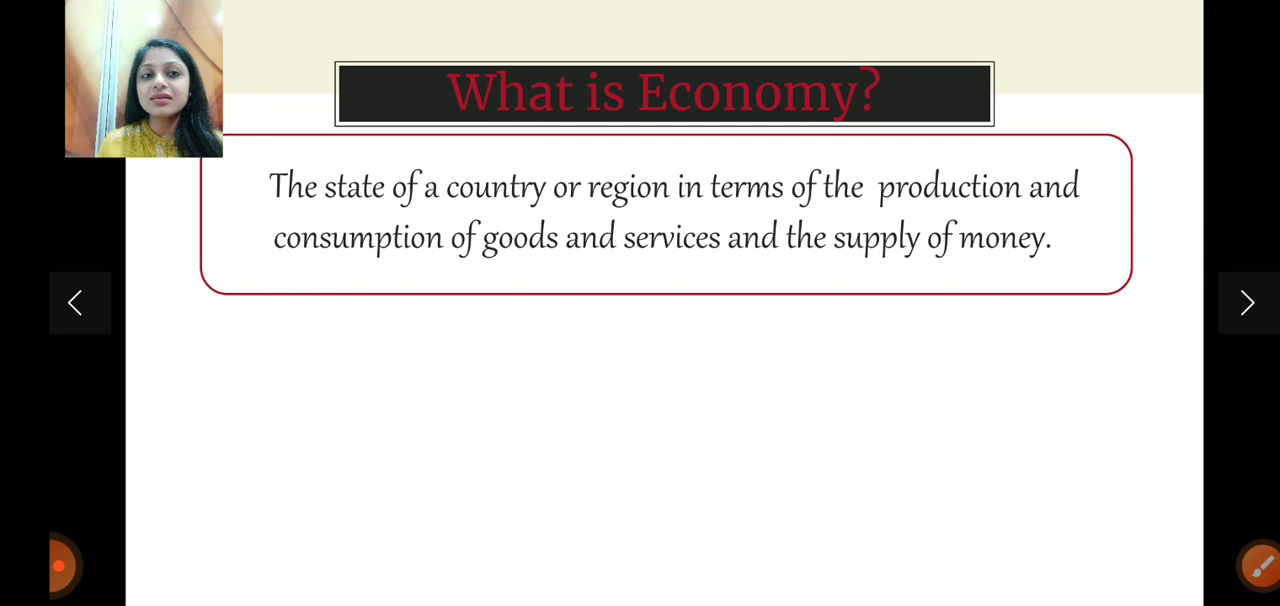 What is Economy?
The state of a country or region in terms of the production and
consumption of goods and services and the supply of money.